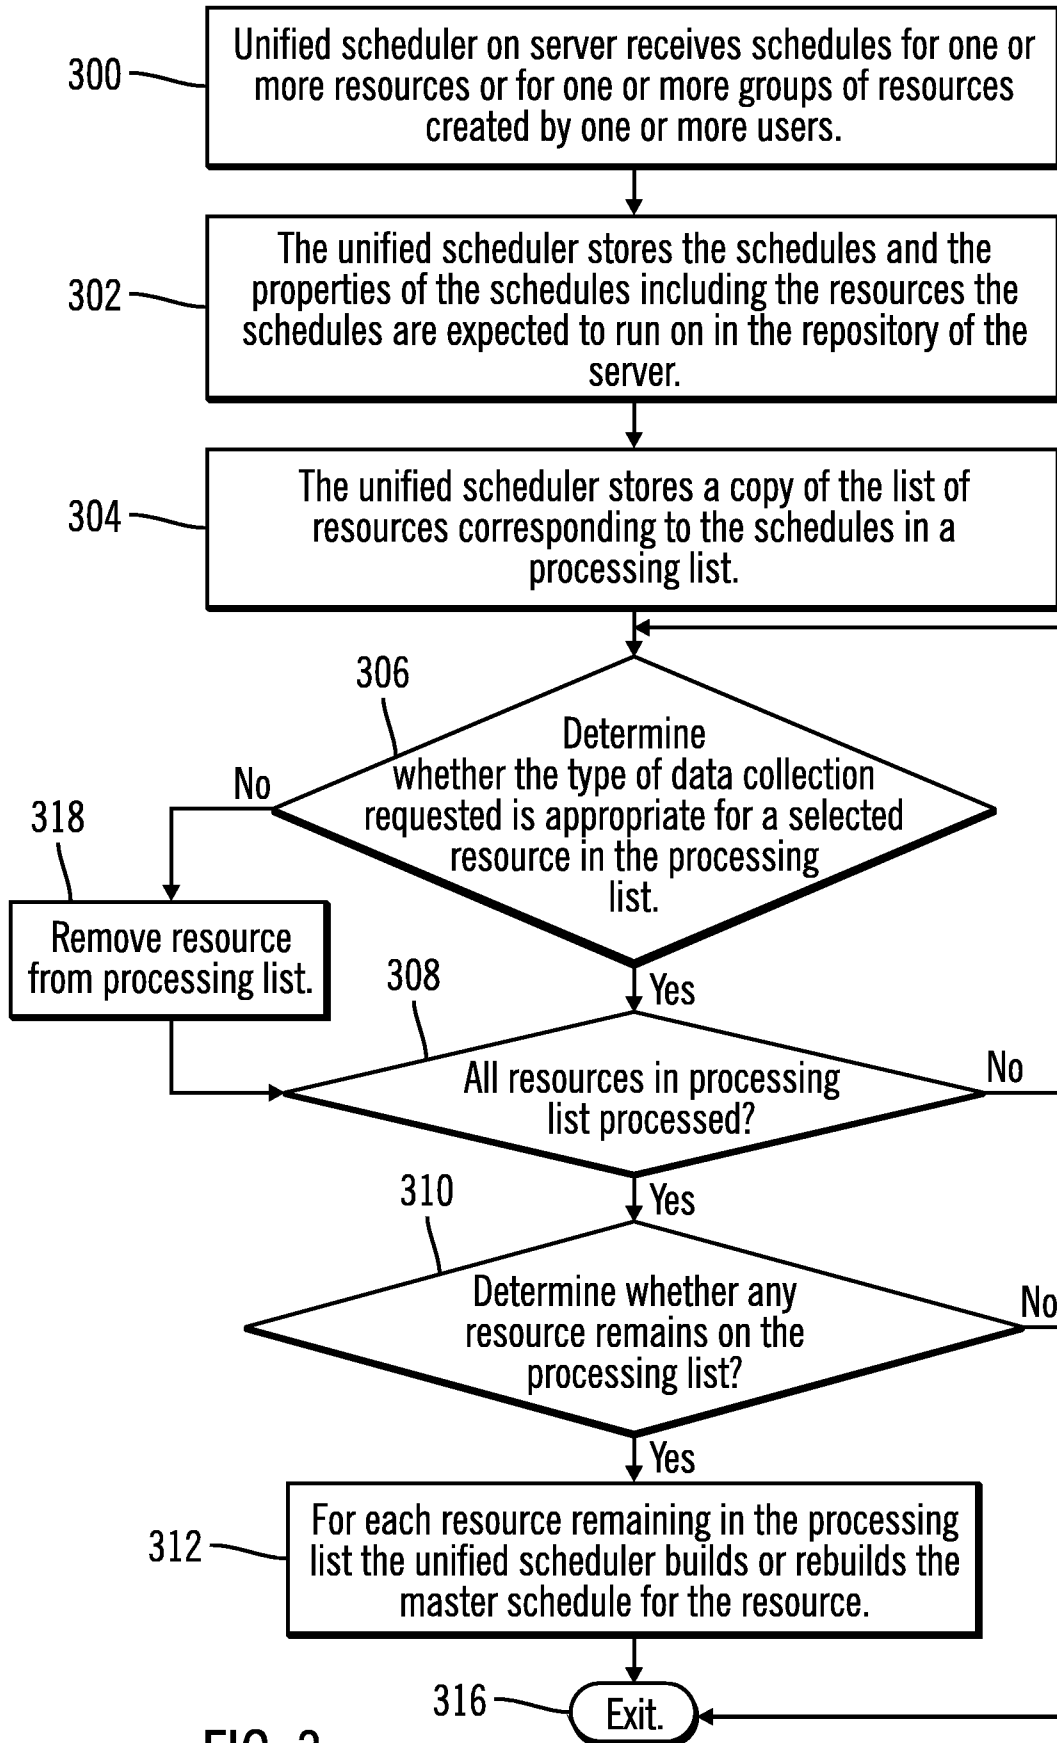 300
Unified scheduler on server receives schedules for one or
more resources or for one or more groups of resources
created by one or more users.
302
The unified scheduler stores the schedules and the
properties of the schedules including the resources the
schedules are expected to run on in the repository of the
server.
304
The unified scheduler stores a copy of the list of
resources corresponding to the schedules in a
processing list.
306
Determine
whether the type of data collection
requested is appropriate for a selected
resource in the processing
list.
No
318
Remove resource
from processing list.
Yes
308
All resources in processing
list processed?
No
Yes
310
Determine whether any
resource remains on the
processing list?
No
Yes
312
For each resource remaining in the processing
list the unified scheduler builds or rebuilds the
master schedule for the resource.
316
Exit.